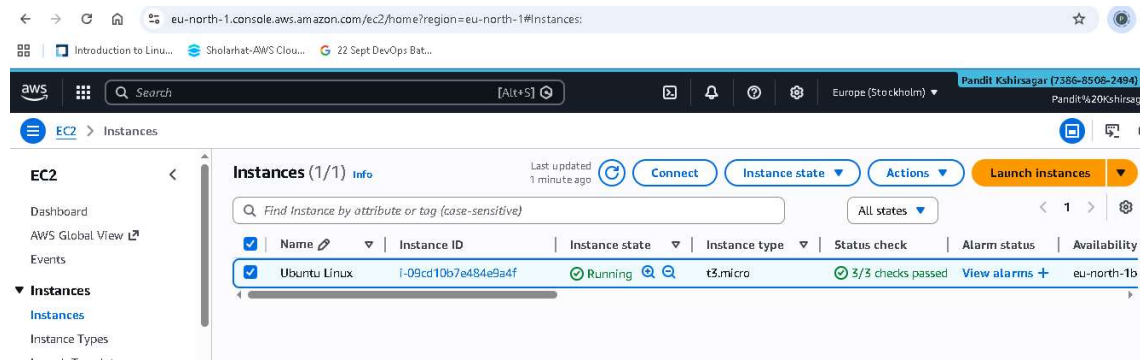 eu-north-1.console.aws.amazon.com/ec2/home?region=eu-north-1#Instances:
Introduction to Linu... Sholarhat-AWS Clou... 22 Sept DevOps Bat...
aws Search [Alt+S] Europe (Stockholm) Pandit Kshirsagar (7386-8508-2494)
Pandit%20Kshirsag
EC2 > Instances
EC2
Dashboard
AWS Global View
Events
Instances
Instances
Instance Types
Instances (1/1) Info
Last updated
1 minute ago
Connect Instance state Actions Launch instances
Find Instance by attribute or tag (case-sensitive) All states 1
Name Instance ID Instance state Instance type Status check Alarm status Availability
Ubuntu Linux i-09cd10b7e484e9a4f Running t3.micro 3/3 checks passed View alarms + eu-north-1b